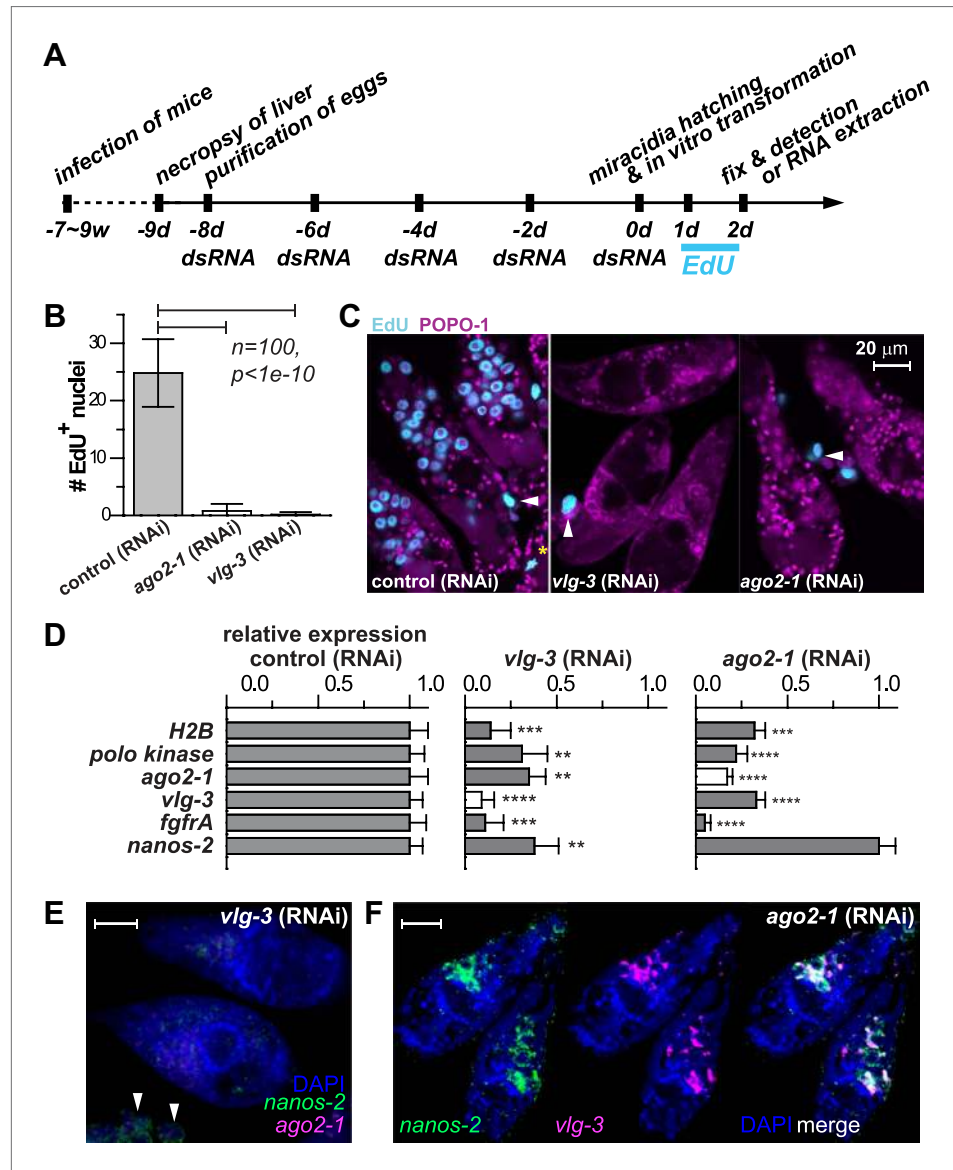 A
infection of mice
necropsy of liver
purification of eggs
miracidia hatching
& in vitro transformation
fix & detection
or RNA extraction
-7~9w
-9d
-8d
-6d
-4d
-2d
0d
1d
2d
dsRNA
dsRNA
dsRNA
dsRNA
dsRNA
EdU
B
# EdU+ nuclei
30
20
10
0
n=100,
p<1e-10
control (RNAi)
ago2-1 (RNAi)
vlg-3 (RNAi)
C
EdU POPO-1
20 µm
*
control (RNAi)
vlg-3 (RNAi)
ago2-1 (RNAi)
D
relative expression
control (RNAi)
vlg-3 (RNAi)
ago2-1 (RNAi)
0.0 0.5 1.0
0.0 0.5 1.0
0.0 0.5 1.0
H2B *** ***
polo kinase ** ****
ago2-1 ** ****
vlg-3 **** ****
fgfrA *** ****
nanos-2 **
E
vlg-3 (RNAi)
DAPI
nanos-2
ago2-1
F
ago2-1 (RNAi)
nanos-2
vlg-3
DAPI merge